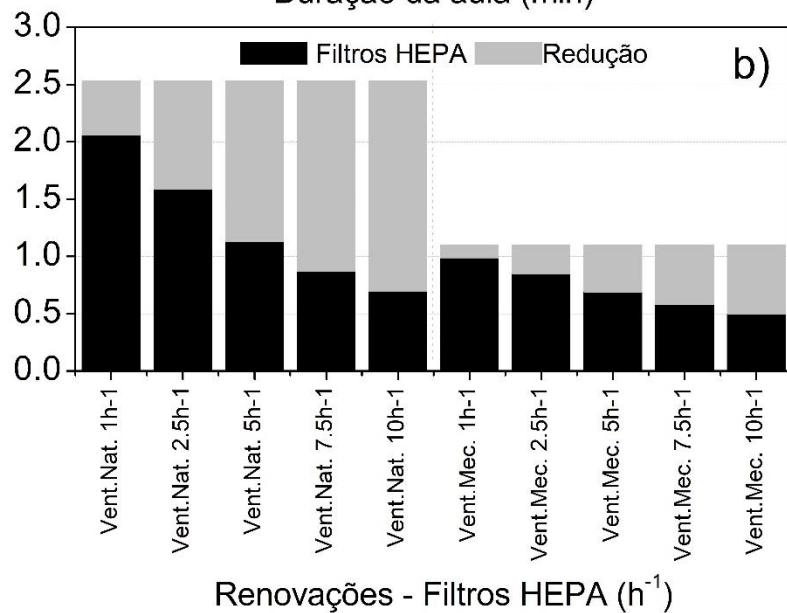 Duração da aula (min)
3.0
Filtros HEPA Redução
b)
2.5
2.0
1.5
1.0
0.5
0.0
Vent.Nat. 1h-1
Vent.Nat. 2.5h-1
Vent.Nat. 5h-1
Vent.Nat. 7.5h-1
Vent.Nat. 10h-1
Vent.Mec. 1h-1
Vent.Mec. 2.5h-1
Vent.Mec. 5h-1
Vent.Mec. 7.5h-1
Vent.Mec. 10h-1
Renovações - Filtros HEPA (h⁻¹)